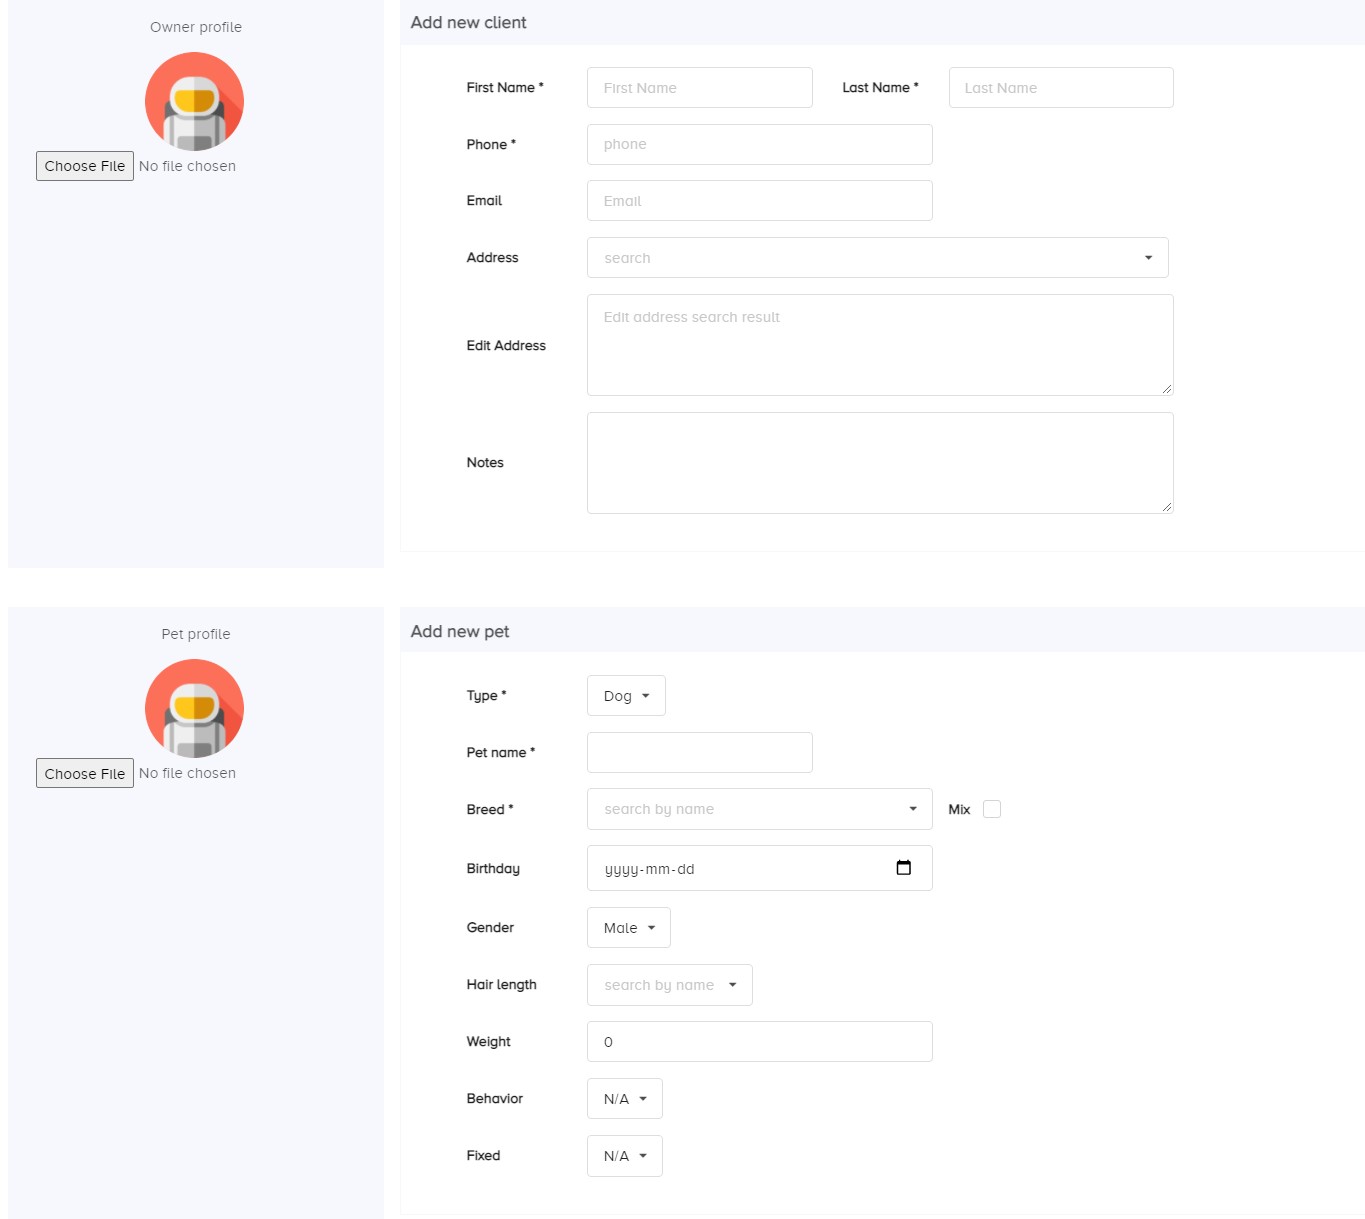 Owner profile
Choose File No file chosen
Add new client
First Name * First Name Last Name * Last Name
Phone * phone
Email Email
Address search
Edit Address Edit address search result
Notes
Pet profile
Choose File No file chosen
Add new pet
Type * Dog
Pet name *
Breed * search by name Mix
Birthday yyyy-mm-dd
Gender Male
Hair length search by name
Weight 0
Behavior N/A
Fixed N/A